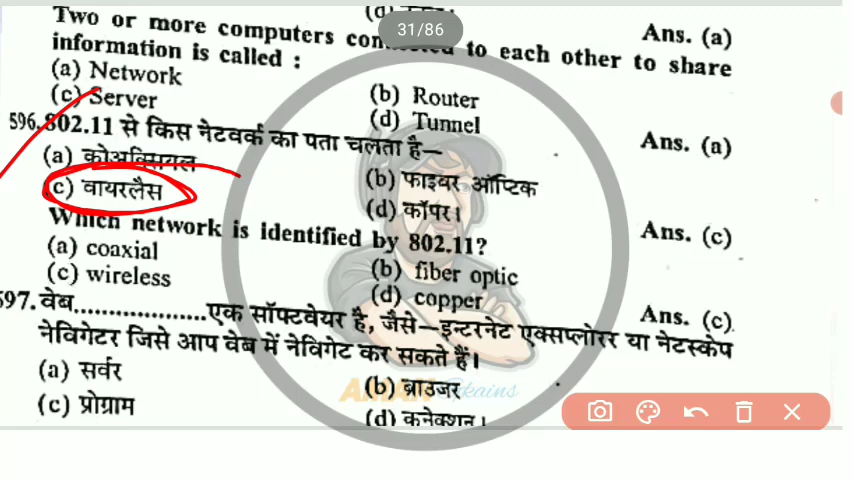 31/86
Ans. (a)
Two or more computers to each other to share
information is called :
(a) Network
(b) Router
(c) Server
(d) Tunnel
Ans. (a)
596. 802.11 से किस नेटवर्क का पता चलता है—
(a) कोअक्सियल
(b) फाइबर ऑप्टिक
(c) वायरलैस
(d) कॉपर।
Ans. (c)
Which network is identified by 802.11?
(a) coaxial
(b) fiber optic
(c) wireless
(d) copper
Ans. (c)
597. वेब...................एक सॉफ्टवेयर है, जैसे—इन्टरनेट एक्सप्लोरर या नेटस्केप
नेविगेटर जिसे आप वेब में नेविगेट कर सकते हैं।
(a) सर्वर
(b) ब्राउजर
(c) प्रोग्राम
(d) कनेक्शन।